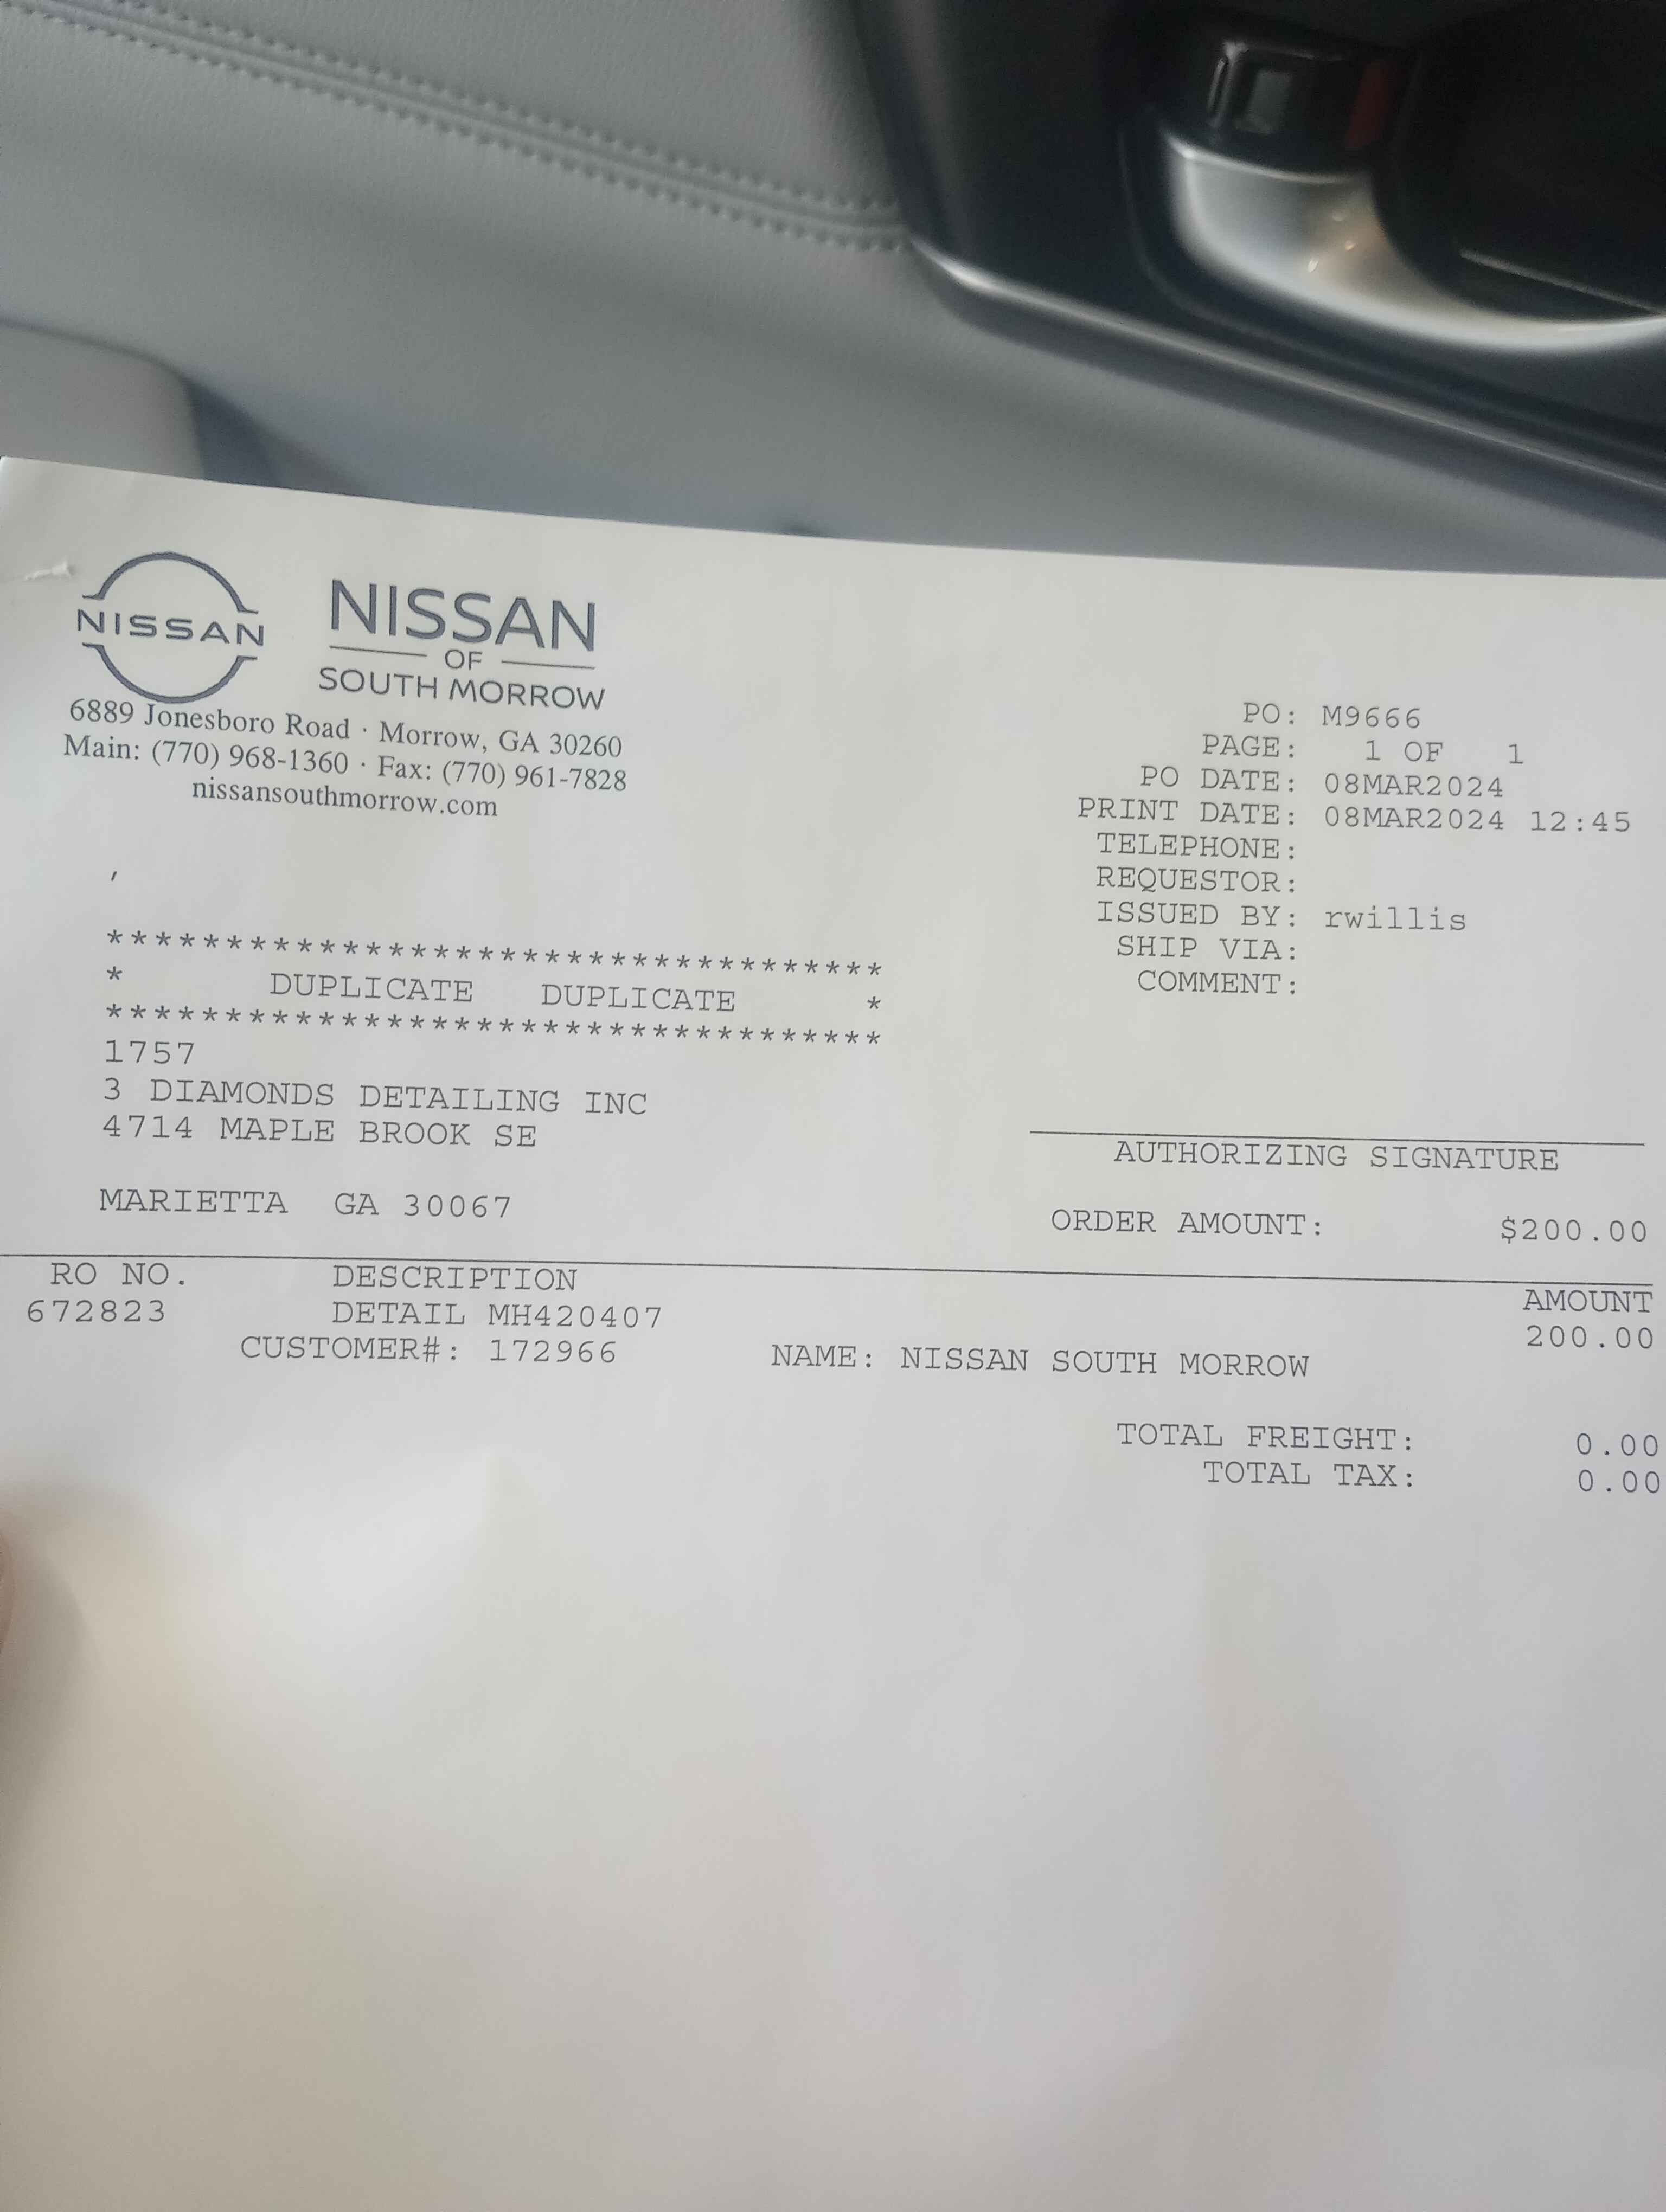 NISSAN
NISSAN
OF
SOUTH MORROW
6889 Jonesboro Road · Morrow, GA 30260
Main: (770) 968-1360 · Fax: (770) 961-7828
nissansouthmorrow.com
PO: M9666
PAGE: 1 OF 1
PO DATE: 08MAR2024
PRINT DATE: 08MAR2024 12:45
TELEPHONE:
REQUESTOR:
ISSUED BY: rwillis
SHIP VIA:
COMMENT:
,
*********************************
* DUPLICATE DUPLICATE *
*********************************
1757
3 DIAMONDS DETAILING INC
4714 MAPLE BROOK SE
MARIETTA GA 30067
AUTHORIZING SIGNATURE
ORDER AMOUNT: $200.00
RO NO. DESCRIPTION AMOUNT
672823 DETAIL MH420407 200.00
CUSTOMER#: 172966 NAME: NISSAN SOUTH MORROW
TOTAL FREIGHT: 0.00
TOTAL TAX: 0.00